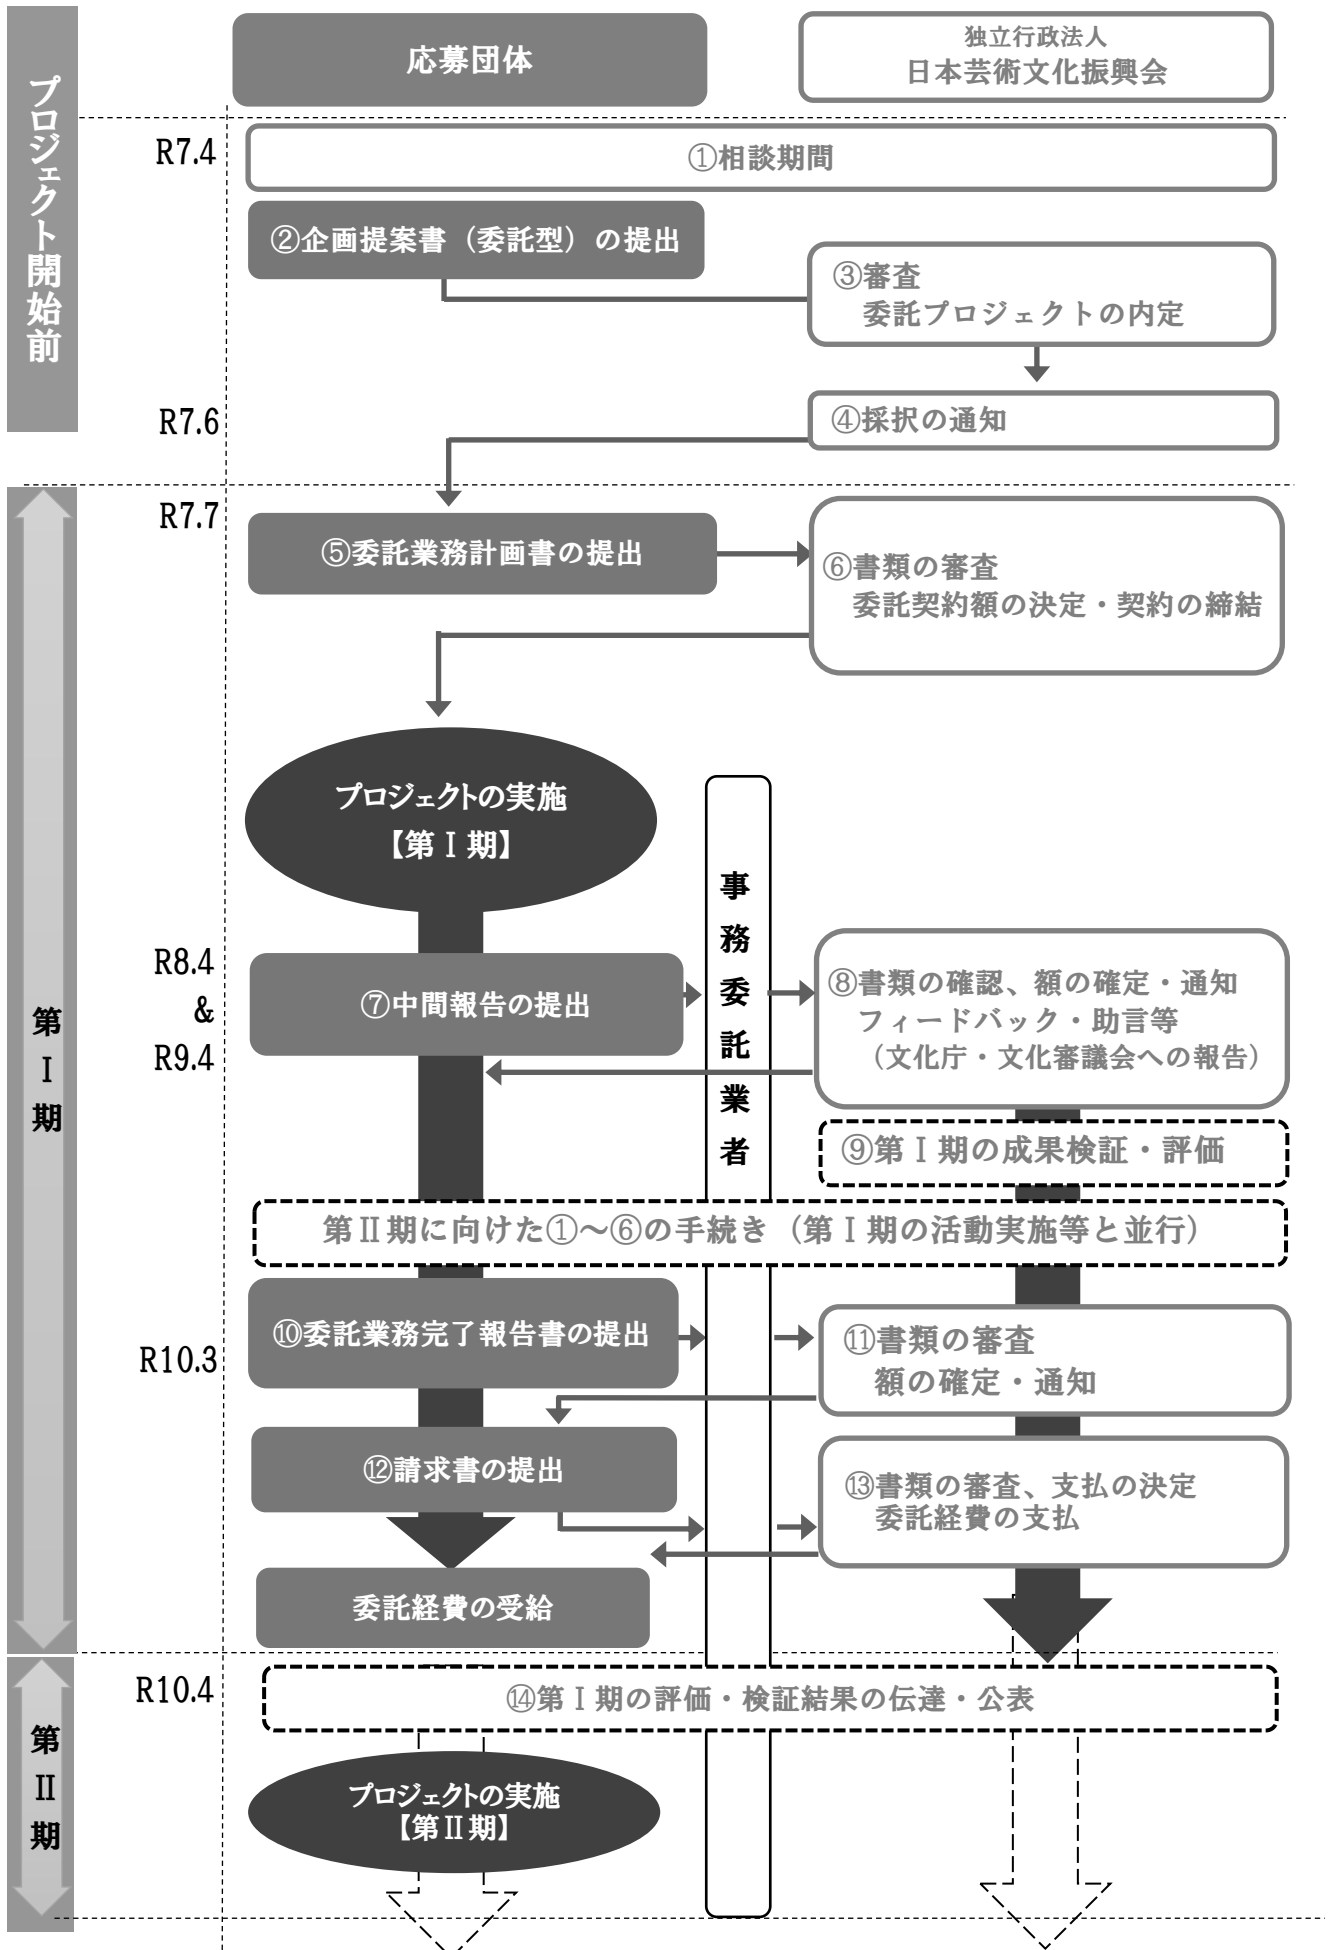 プロジェクト開始前
応募団体
独立行政法人
日本芸術文化振興会
R7.4
①相談期間
②企画提案書（委託型）の提出
③審査
委託プロジェクトの内定
R7.6
④採択の通知
R7.7
⑤委託業務計画書の提出
⑥書類の審査
委託契約額の決定・契約の締結
プロジェクトの実施
【第Ⅰ期】
事務委託業者
第Ⅰ期
R8.4
&
R9.4
⑦中間報告の提出
⑧書類の確認、額の確定・通知
フィードバック・助言等
（文化庁・文化審議会への報告）
⑨第Ⅰ期の成果検証・評価
第Ⅱ期に向けた①～⑥の手続き（第Ⅰ期の活動実施等と並行）
R10.3
⑩委託業務完了報告書の提出
⑪書類の審査
額の確定・通知
⑫請求書の提出
⑬書類の審査、支払の決定
委託経費の支払
委託経費の受給
第Ⅱ期
R10.4
⑭第Ⅰ期の評価・検証結果の伝達・公表
プロジェクトの実施
【第Ⅱ期】